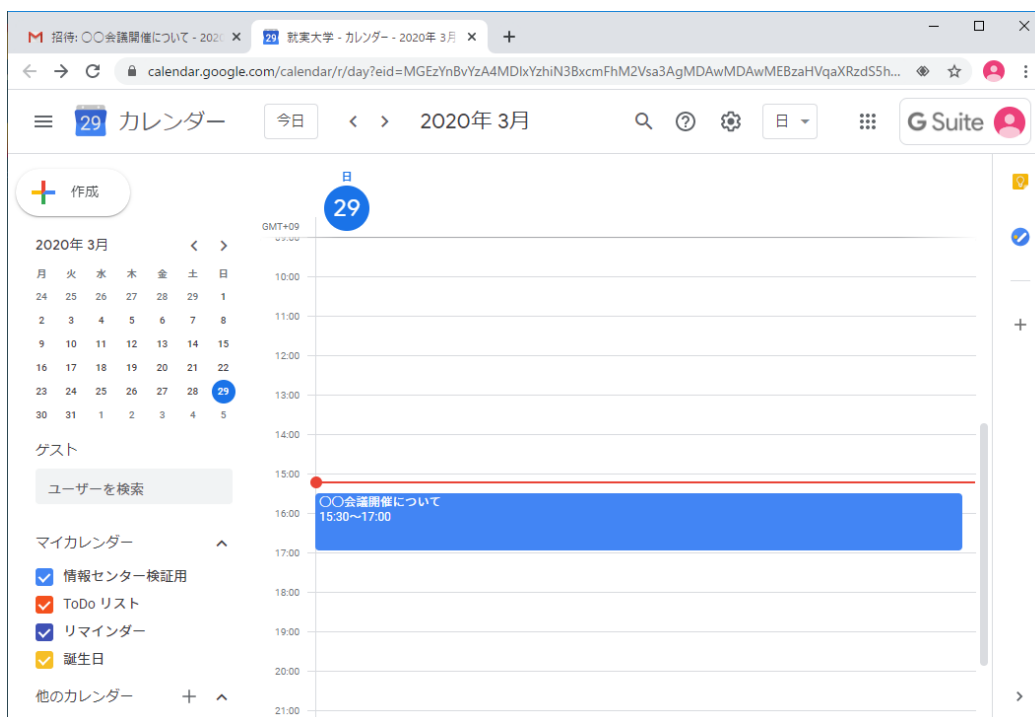 招待: 〇〇会議開催について - 202
就実大学 - カレンダー - 2020年 3月
calendar.google.com/calendar/r/day?eid=MGEzYnBvYzA4MDIxYzhiN3BxcmFhM2Vsa3AgMDAwMDAwMEBzaHVqaXRzdS5h...
29 カレンダー 今日 2020年 3月 日 G Suite
作成
日
29
GMT+09
2020年 3月
月 火 水 木 金 土 日
24 25 26 27 28 29 1
2 3 4 5 6 7 8
9 10 11 12 13 14 15
16 17 18 19 20 21 22
23 24 25 26 27 28 29
30 31 1 2 3 4 5
ゲスト
ユーザーを検索
マイカレンダー
情報センター検証用
ToDo リスト
リマインダー
誕生日
他のカレンダー
09:00
10:00
11:00
12:00
13:00
14:00
15:00
〇〇会議開催について
15:30～17:00
16:00
17:00
18:00
19:00
20:00
21:00